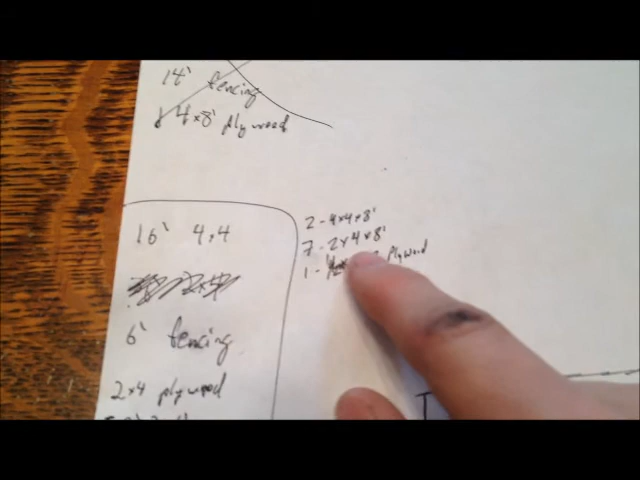 14' fencing
4x8' plywood
16' 4x4
6' fencing
2x4 plywood
2 - 4x4x8'
7 - 2x4x8'
1 - plywood